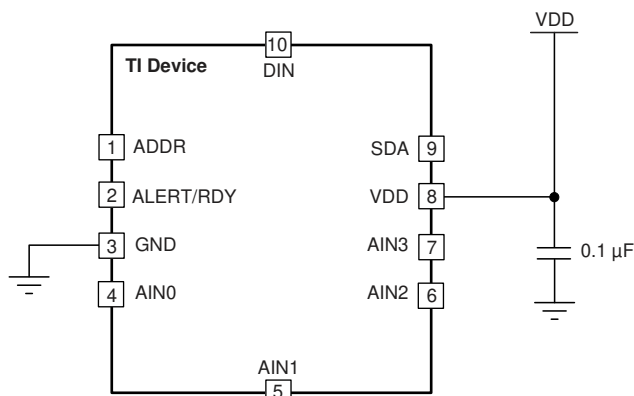 VDD
10
TI Device
DIN
1 ADDR
SDA 9
2 ALERT/RDY
VDD 8
3 GND
AIN3 7
0.1 µF
4 AIN0
AIN2 6
AIN1
5